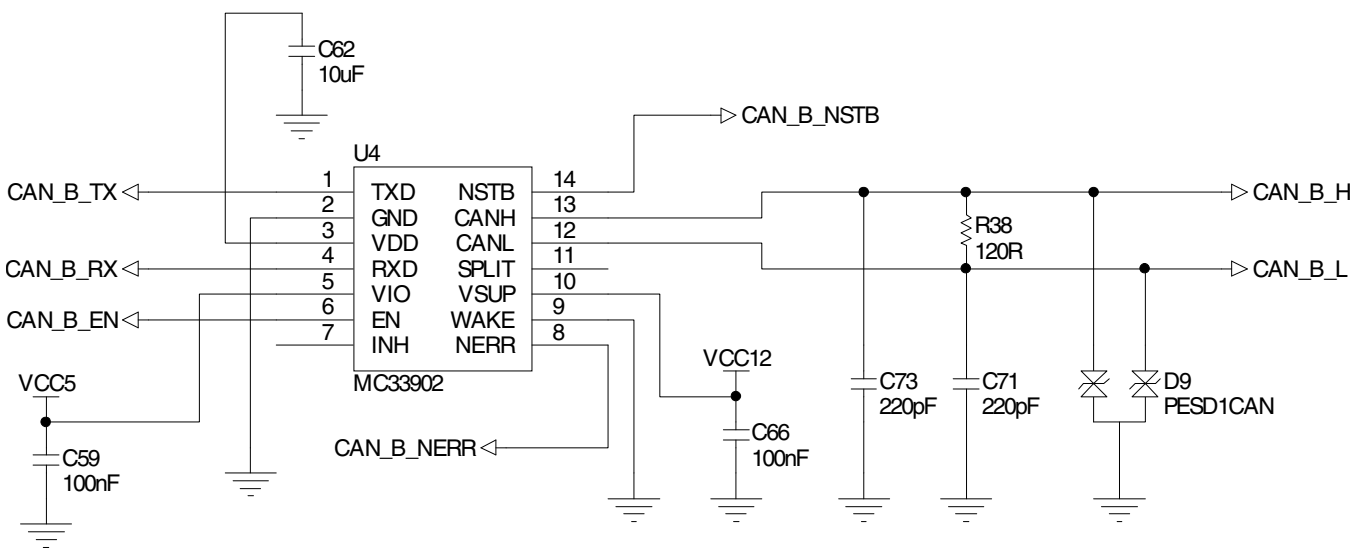 C62
10uF
CAN_B_NSTB
U4
CAN_B_TX 1 TXD NSTB 14
2 GND CANH 13
3 VDD CANL 12
CAN_B_RX 4 RXD SPLIT 11
5 VIO VSUP 10
CAN_B_EN 6 EN WAKE 9
7 INH NERR 8
MC33902
CAN_B_H
R38
120R
CAN_B_L
VCC5
C59
100nF
CAN_B_NERR
VCC12
C66
100nF
C73
220pF
C71
220pF
D9
PESD1CAN